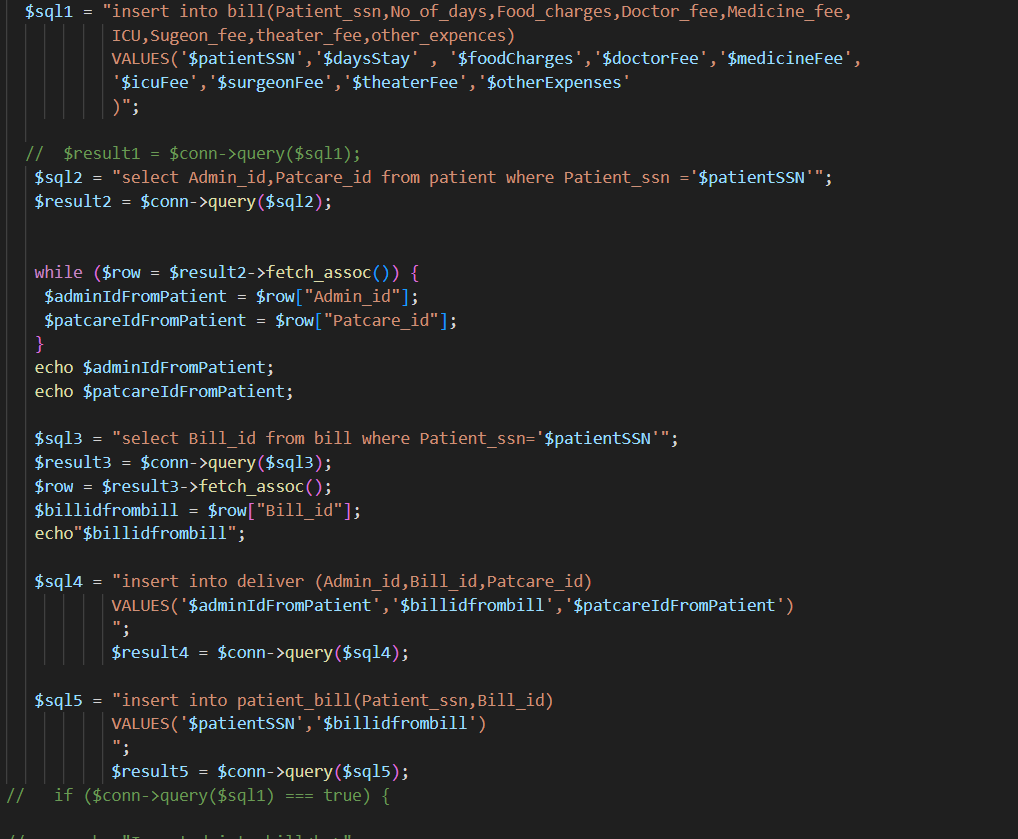 $sql1 = "insert into bill(Patient_ssn,No_of_days,Food_charges,Doctor_fee,Medicine_fee,
ICU,Sugeon_fee,theater_fee,other_expences)
VALUES('$patientSSN','$daysStay' , '$foodCharges','$doctorFee','$medicineFee',
'$icuFee','$surgeonFee','$theaterFee','$otherExpenses'
)";
//  $result1 = $conn->query($sql1);
$sql2 = "select Admin_id,Patcare_id from patient where Patient_ssn ='$patientSSN'";
$result2 = $conn->query($sql2);
while ($row = $result2->fetch_assoc()) {
$adminIdFromPatient = $row["Admin_id"];
$patcareIdFromPatient = $row["Patcare_id"];
}
echo $adminIdFromPatient;
echo $patcareIdFromPatient;
$sql3 = "select Bill_id from bill where Patient_ssn='$patientSSN'";
$result3 = $conn->query($sql3);
$row = $result3->fetch_assoc();
$billidfrombill = $row["Bill_id"];
echo"$billidfrombill";
$sql4 = "insert into deliver (Admin_id,Bill_id,Patcare_id)
VALUES('$adminIdFromPatient','$billidfrombill','$patcareIdFromPatient')
";
$result4 = $conn->query($sql4);
$sql5 = "insert into patient_bill(Patient_ssn,Bill_id)
VALUES('$patientSSN','$billidfrombill')
";
$result5 = $conn->query($sql5);
//   if ($conn->query($sql1) === true) {